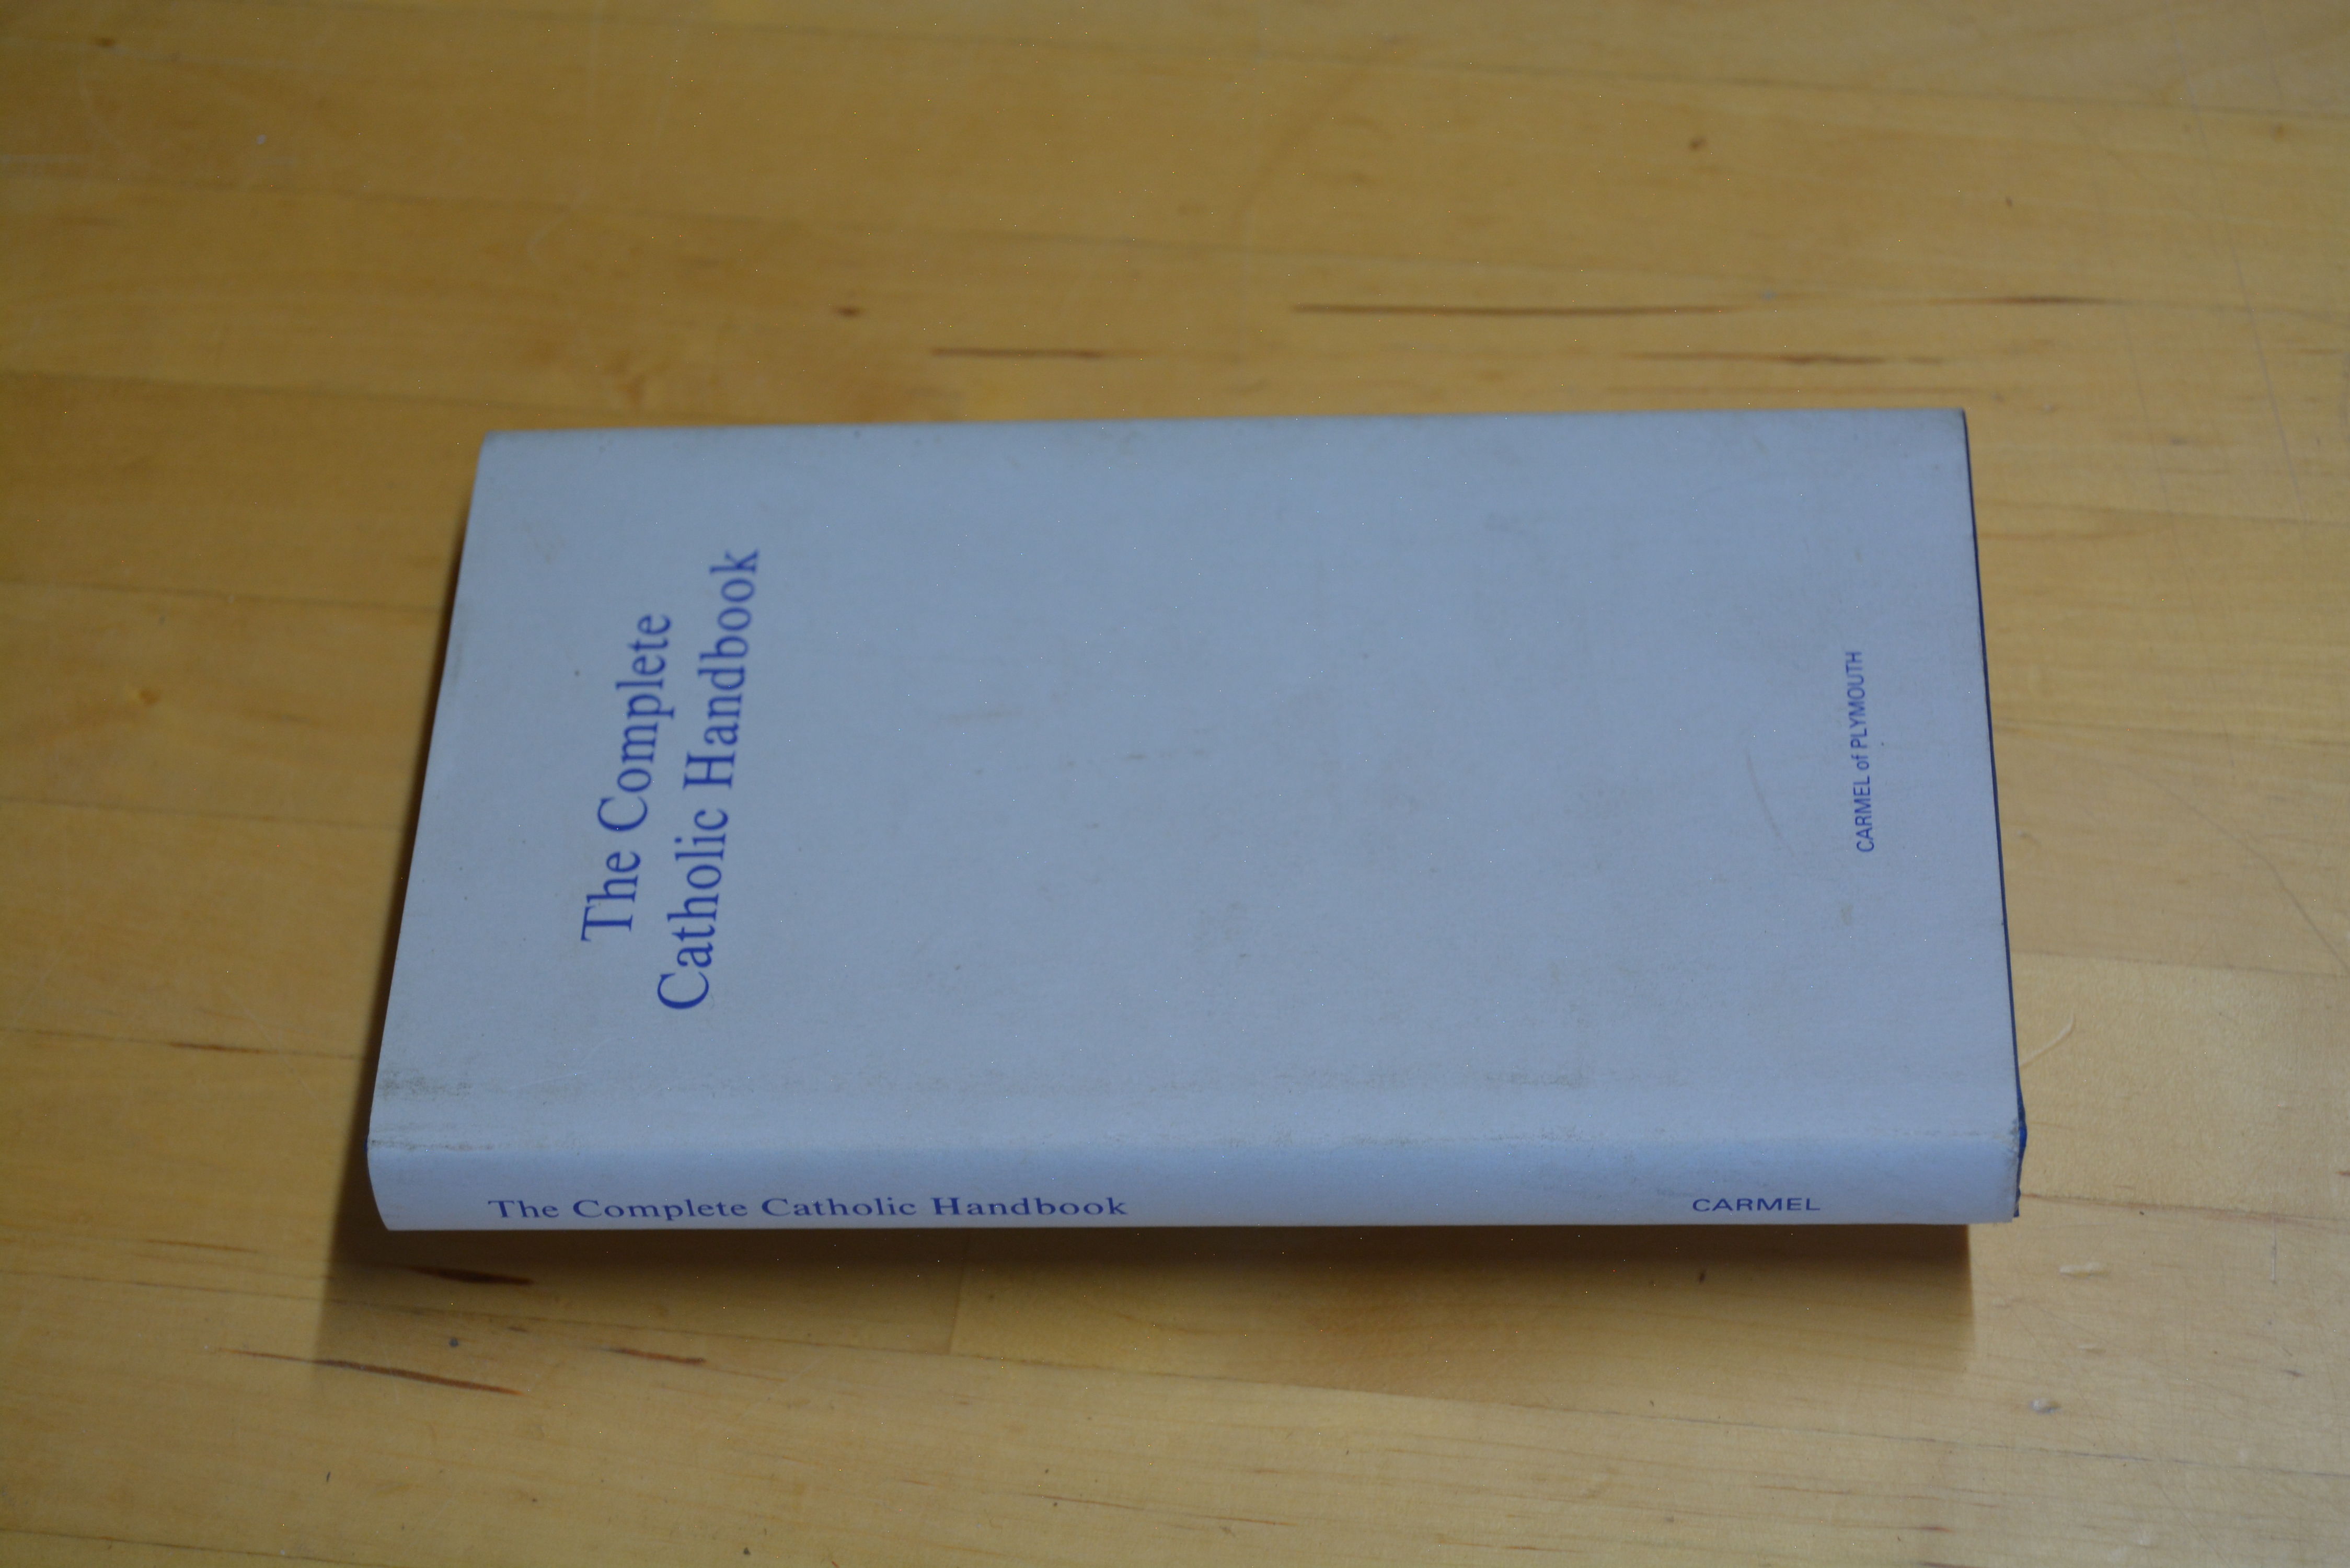 The Complete
Catholic Handbook
CARMEL of PLYMOUTH
The Complete Catholic Handbook
CARMEL